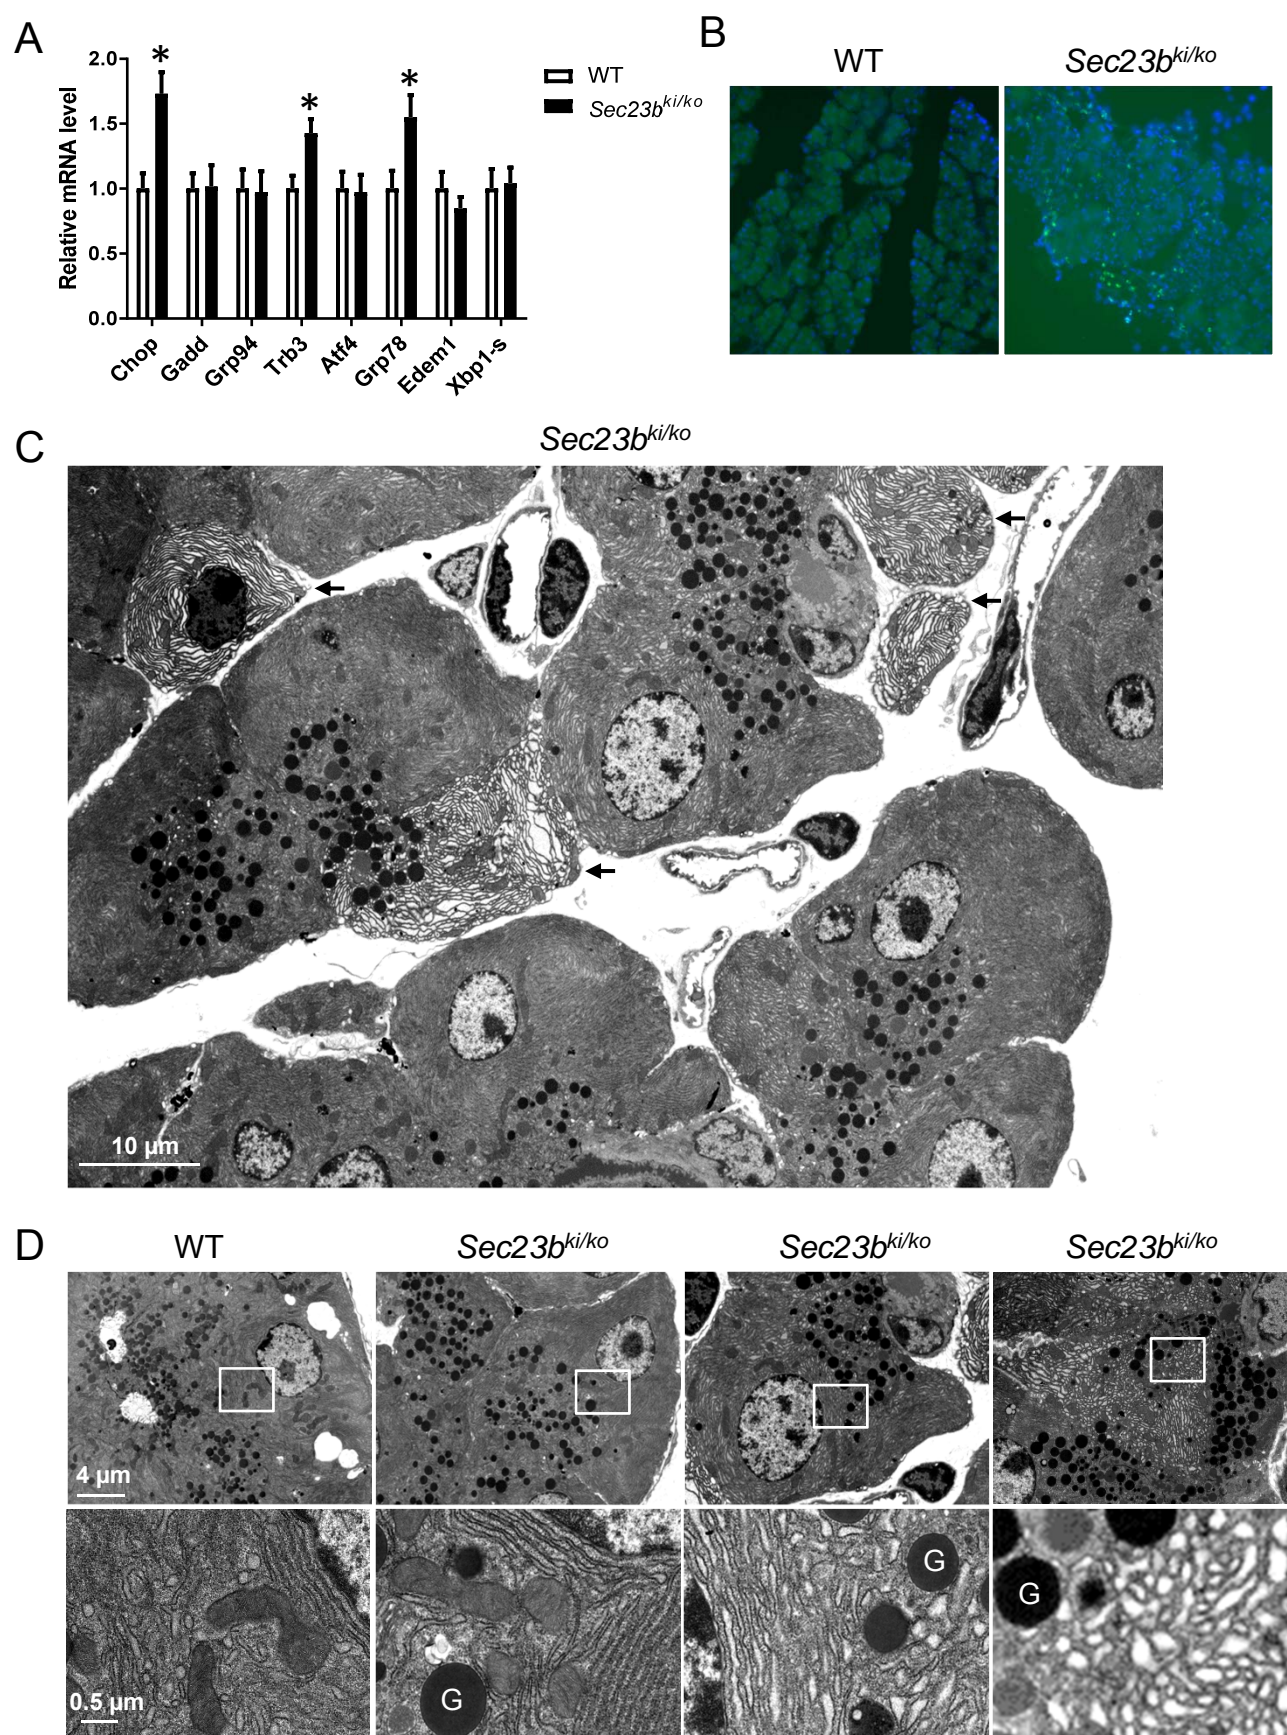 A
Relative mRNA level
2.0
1.5
1.0
0.5
0.0
*
*
*
Chop
Gadd
Grp94
Trb3
Atf4
Grp78
Edem1
Xbp1-s
WT
Sec23b^ki/ko
B
WT
Sec23b^ki/ko
C
Sec23b^ki/ko
10 µm
D
WT
Sec23b^ki/ko
Sec23b^ki/ko
Sec23b^ki/ko
4 µm
0.5 µm
G
G
G